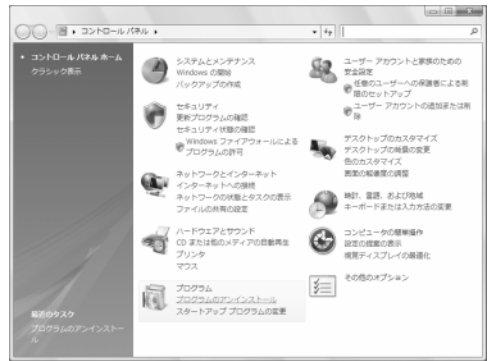 コントロール パネル
コントロール パネル ホーム
クラシック表示
システムとメンテナンス
Windows の開始
バックアップの作成
セキュリティ
更新プログラムの確認
セキュリティ状態の確認
Windows ファイアウォールによる
プログラムの許可
ネットワークとインターネット
インターネットへの接続
ネットワークの状態とタスクの表示
ファイルの共有の設定
ハードウェアとサウンド
CD または他のメディアの自動再生
プリンタ
マウス
プログラム
プログラムのアンインストール
スタートアップ プログラムの変更
ユーザー アカウントと家族のための
安全設定
任意のユーザーへの保護者による制
限のセットアップ
ユーザー アカウントの追加または削
除
デスクトップのカスタマイズ
デスクトップの背景の変更
色のカスタマイズ
画面の解像度の調整
時計、言語、および地域
キーボードまたは入力方法の変更
コンピュータの簡単操作
設定の提案の表示
視覚ディスプレイの最適化
その他のオプション
最近のタスク
プログラムのアンインストー
ル